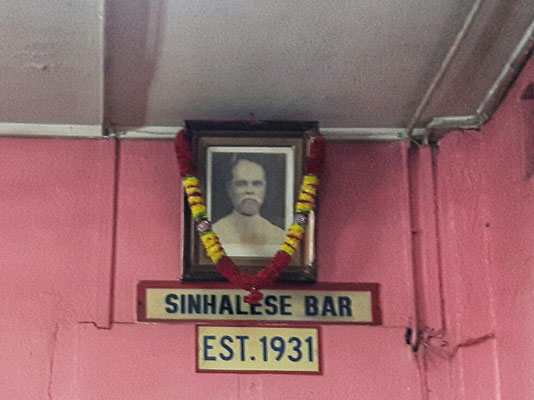 SINHALESE BAR
EST. 1931